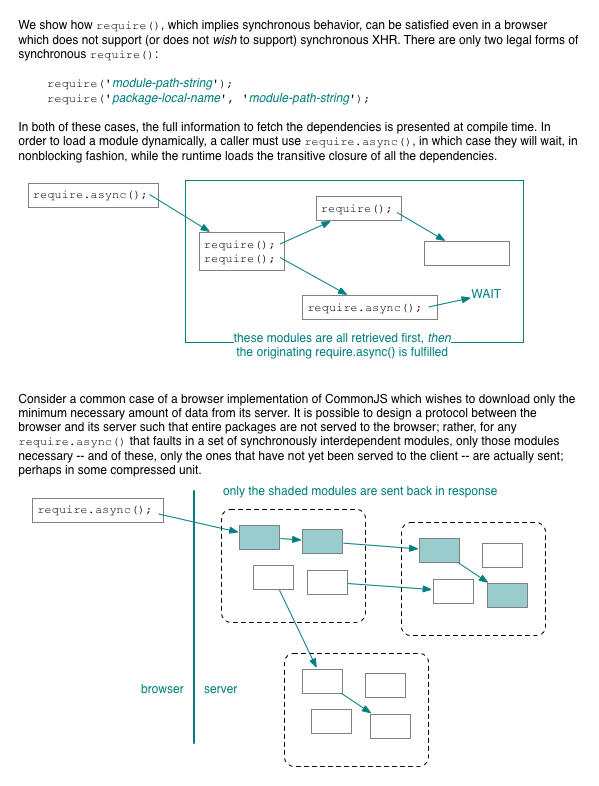 We show how require(), which implies synchronous behavior, can be satisfied even in a browser
which does not support (or does not wish to support) synchronous XHR. There are only two legal forms of
synchronous require():
require('module-path-string');
require('package-local-name', 'module-path-string');
In both of these cases, the full information to fetch the dependencies is presented at compile time. In
order to load a module dynamically, a caller must use require.async(), in which case they will wait, in
nonblocking fashion, while the runtime loads the transitive closure of all the dependencies.
require.async();
require();
require();
require();
require.async();
WAIT
these modules are all retrieved first, then
the originating require.async() is fulfilled
Consider a common case of a browser implementation of CommonJS which wishes to download only the
minimum necessary amount of data from its server. It is possible to design a protocol between the
browser and its server such that entire packages are not served to the browser; rather, for any
require.async() that faults in a set of synchronously interdependent modules, only those modules
necessary -- and of these, only the ones that have not yet been served to the client -- are actually sent;
perhaps in some compressed unit.
only the shaded modules are sent back in response
require.async();
browser
server